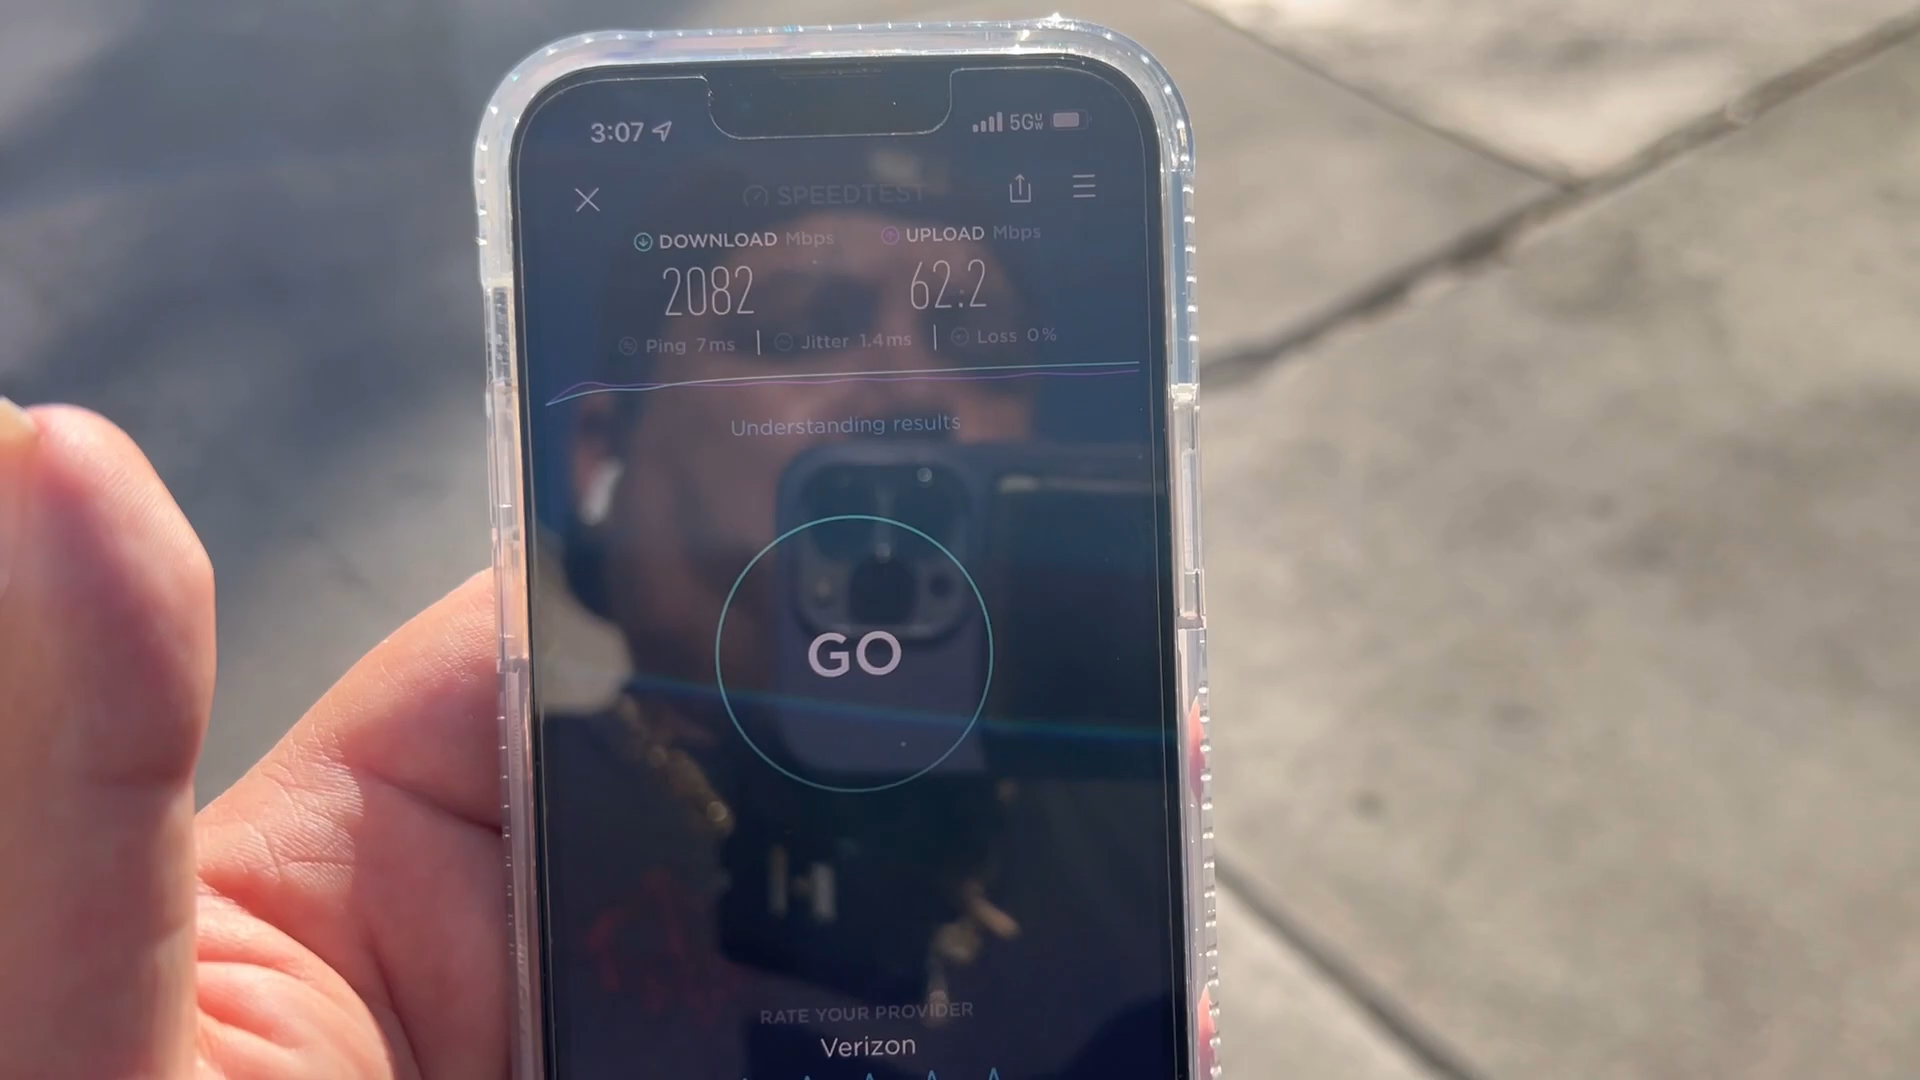 3:07 5G UW
SPEEDTEST
DOWNLOAD Mbps UPLOAD Mbps
2082 62.2
Ping 7ms Jitter 1.4ms Loss 0%
Understanding results
GO
RATE YOUR PROVIDER
Verizon